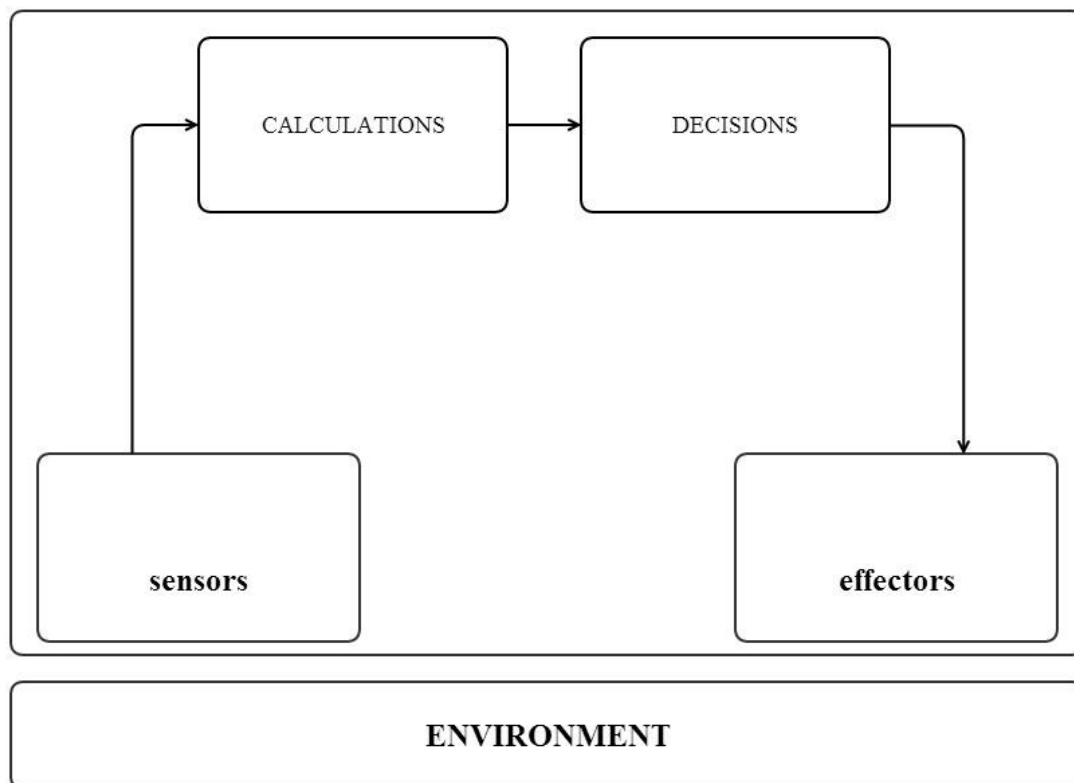 CALCULATIONS
DECISIONS
sensors
effectors
ENVIRONMENT